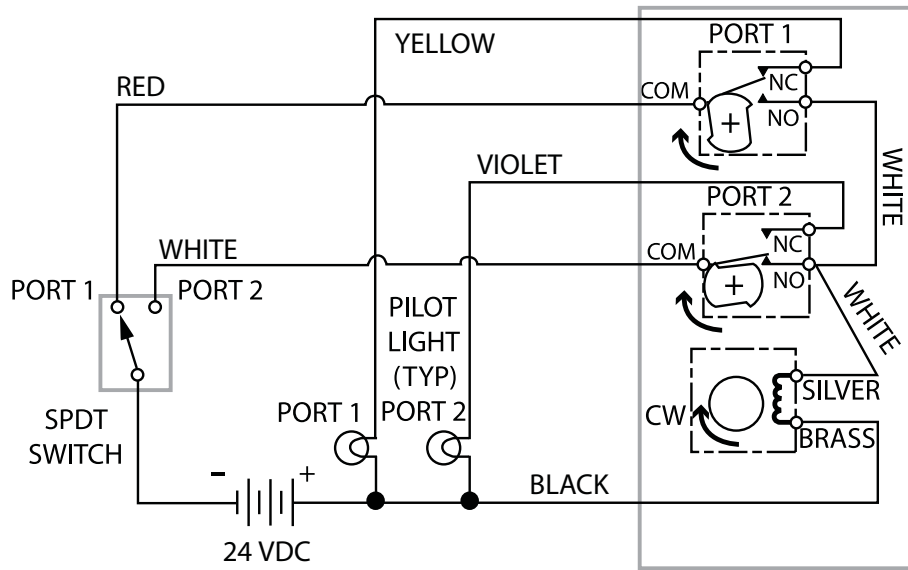 PORT 1
YELLOW
NC
RED
COM
NO
VIOLET
WHITE
PORT 2
WHITE
COM
NC
NO
PORT 1
PORT 2
WHITE
PILOT
LIGHT
(TYP)
PORT 1
PORT 2
SILVER
CW
BRASS
SPDT
SWITCH
- +
BLACK
24 VDC